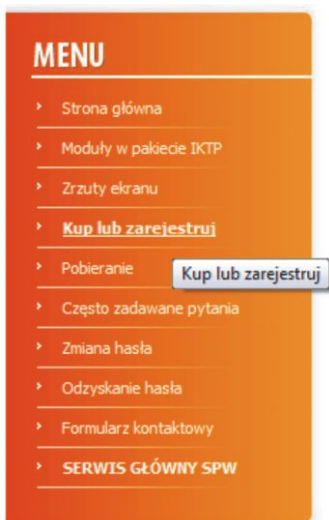 MENU
Strona główna
Moduły w pakiecie IKTP
Zrzuty ekranu
Kup lub zarejestruj
Pobieranie
Kup lub zarejestruj
Często zadawane pytania
Zmiana hasła
Odzyskanie hasła
Formularz kontaktowy
SERWIS GŁÓWNY SPW